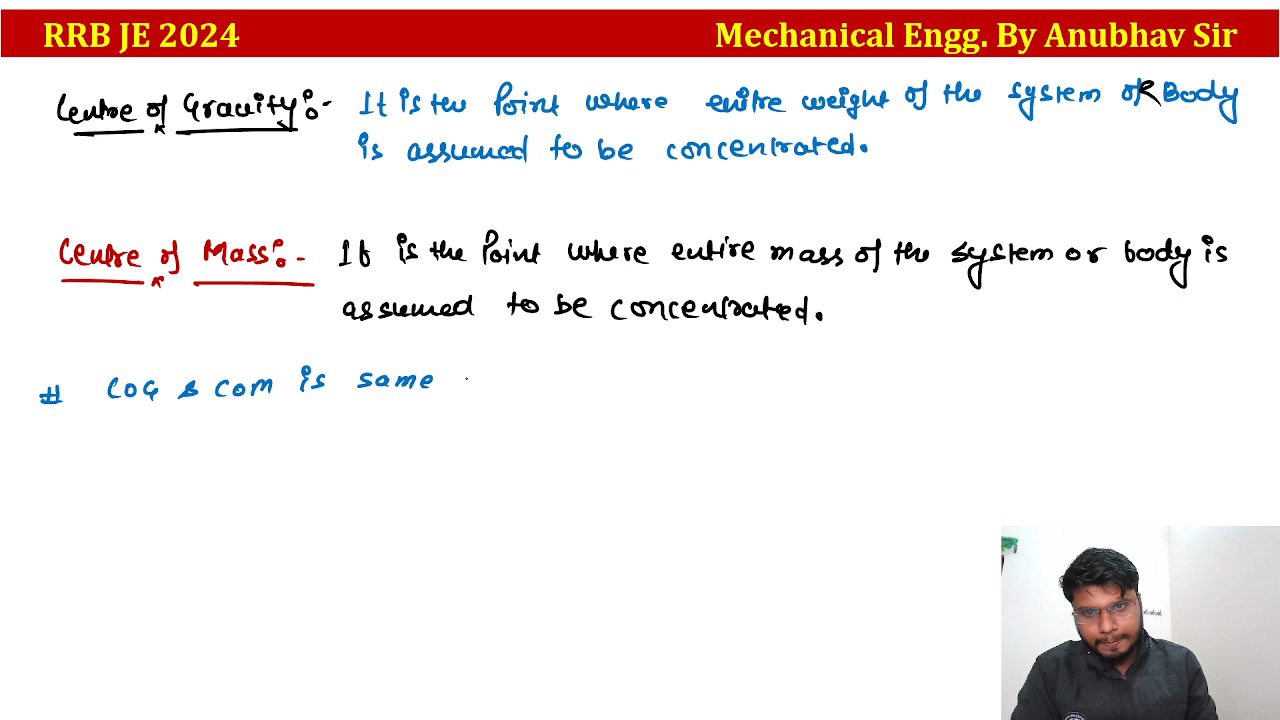 RRB JE 2024 Mechanical Engg. By Anubhav Sir
Centre of Gravity:- It is the Point where entire weight of the system oR Body
is assumed to be concentrated.
Centre of Mass:- It is the Point where entire mass of the system or body is
assumed to be concentrated.
# COG & COM is same